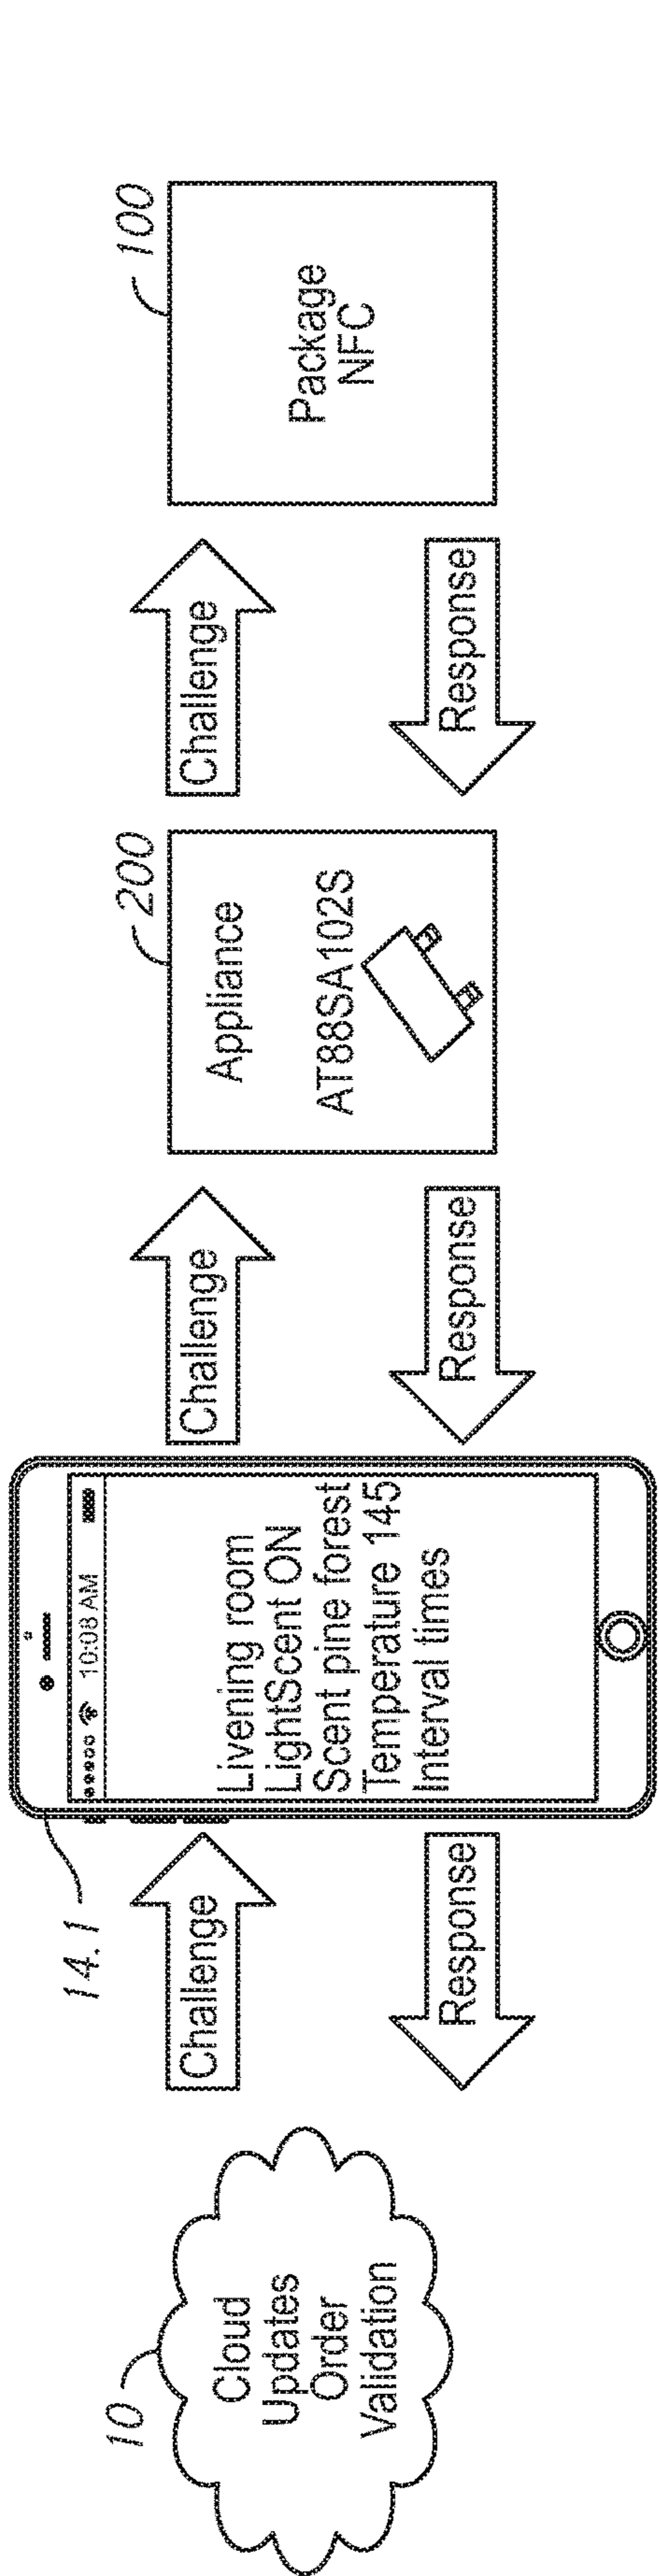 10
Cloud
Updates
Order
Validation
Challenge
Response
14.1
10:08 AM
Livening room
LightScent ON
Scent pine forest
Temperature 145
Interval times
Challenge
Response
200
Appliance
AT88SA102S
Challenge
Response
100
Package
NFC